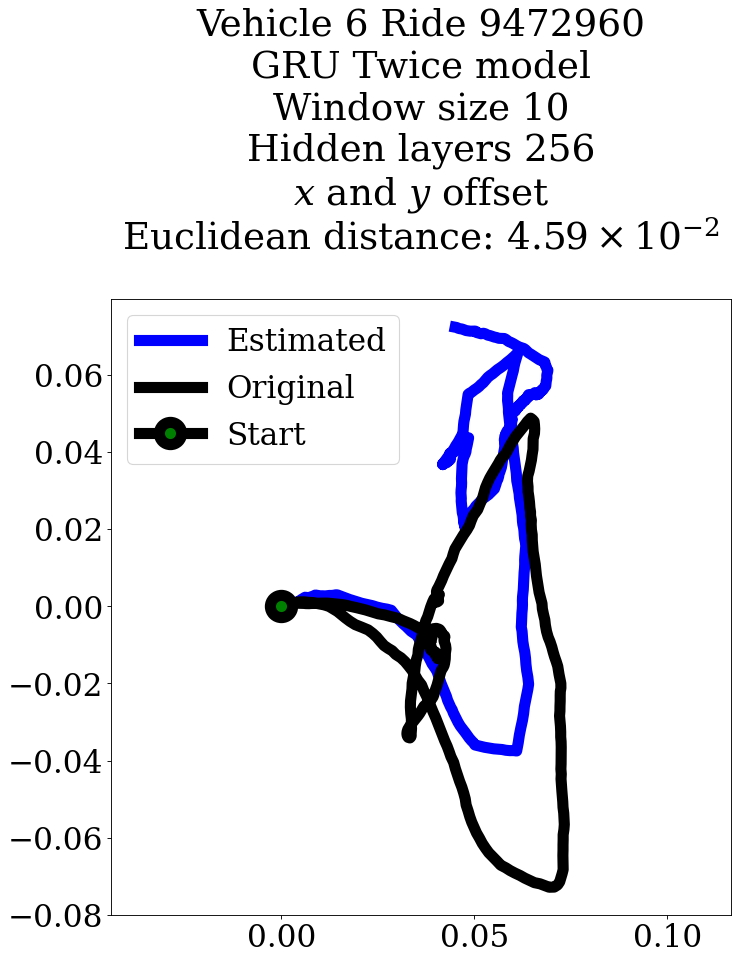 Vehicle 6 Ride 9472960
GRU Twice model
Window size 10
Hidden layers 256
x and y offset
Euclidean distance: 4.59 × 10⁻²
Estimated
Original
Start
0.06
0.04
0.02
0.00
−0.02
−0.04
−0.06
−0.08
0.00 0.05 0.10